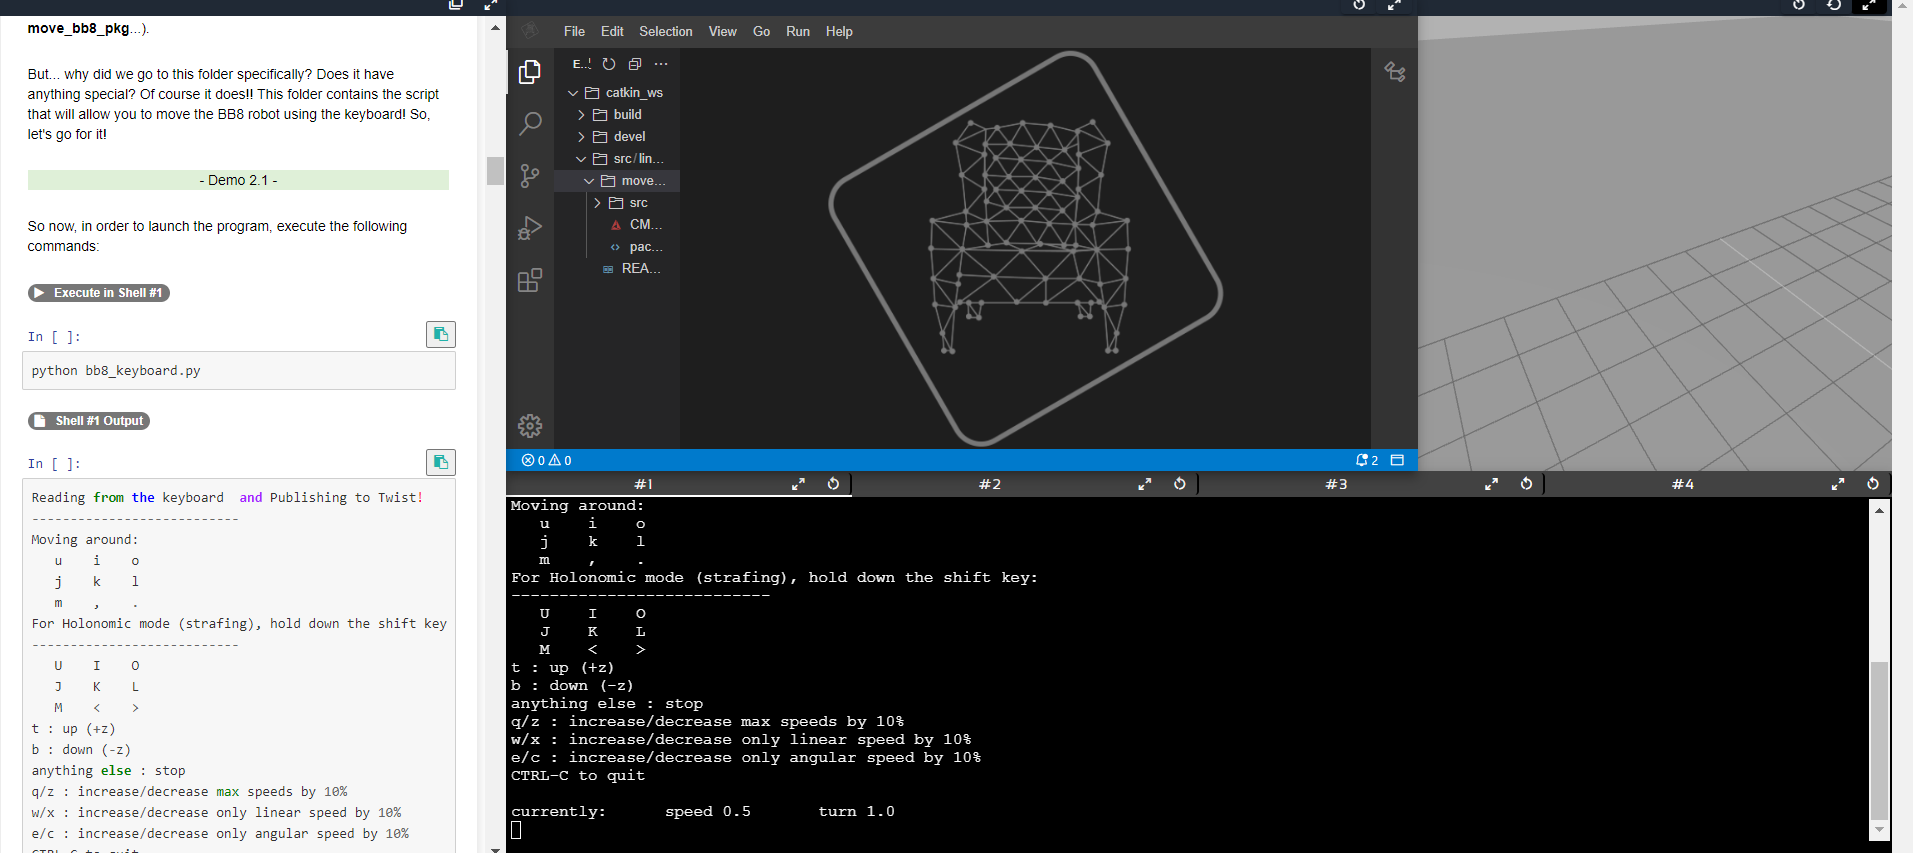 move_bb8_pkg...).
But... why did we go to this folder specifically? Does it have
anything special? Of course it does!! This folder contains the script
that will allow you to move the BB8 robot using the keyboard! So,
let's go for it!
- Demo 2.1 -
So now, in order to launch the program, execute the following
commands:
Execute in Shell #1
In [ ]:
python bb8_keyboard.py
Shell #1 Output
In [ ]:
Reading from the keyboard  and Publishing to Twist!
---------------------------
Moving around:
u    i    o
j    k    l
m    ,    .
For Holonomic mode (strafing), hold down the shift key
---------------------------
U    I    O
J    K    L
M    <    >
t : up (+z)
b : down (-z)
anything else : stop
q/z : increase/decrease max speeds by 10%
w/x : increase/decrease only linear speed by 10%
e/c : increase/decrease only angular speed by 10%
CTRL-C to quit
File Edit Selection View Go Run Help
E...
catkin_ws
build
devel
src/lin...
move...
src
CM...
pac...
REA...
0 0
2
#1
#2
#3
#4
Moving around:
u    i    o
j    k    l
m    ,    .
For Holonomic mode (strafing), hold down the shift key:
---------------------------
U    I    O
J    K    L
M    <    >
t : up (+z)
b : down (-z)
anything else : stop
q/z : increase/decrease max speeds by 10%
w/x : increase/decrease only linear speed by 10%
e/c : increase/decrease only angular speed by 10%
CTRL-C to quit
currently:      speed 0.5       turn 1.0